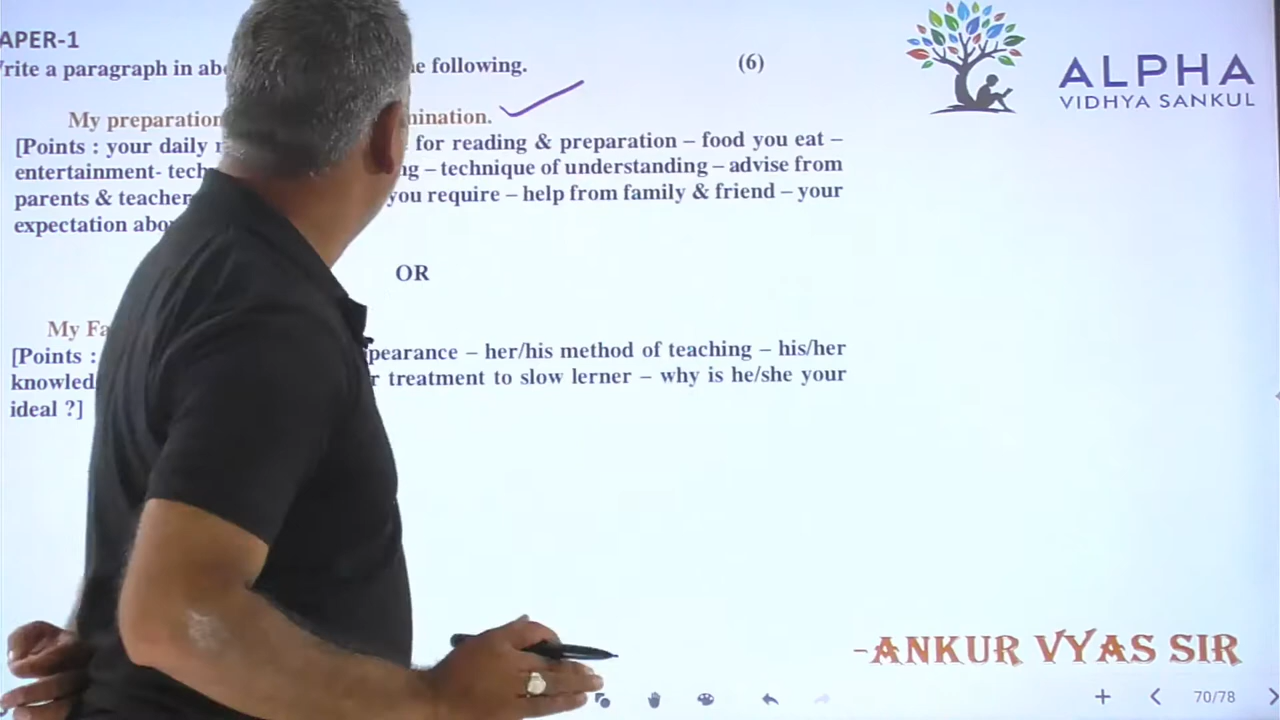 APER-1
rite a paragraph in ab e following. (6)
My preparation mination.
[Points : your daily for reading & preparation – food you eat –
entertainment- tech ng – technique of understanding – advise from
parents & teacher you require – help from family & friend – your
expectation abo
OR
My Fa
[Points : pearance – her/his method of teaching – his/her
knowled r treatment to slow lerner – why is he/she your
ideal ?]
ALPHA
VIDHYA SANKUL
-ANKUR VYAS SIR
70/78